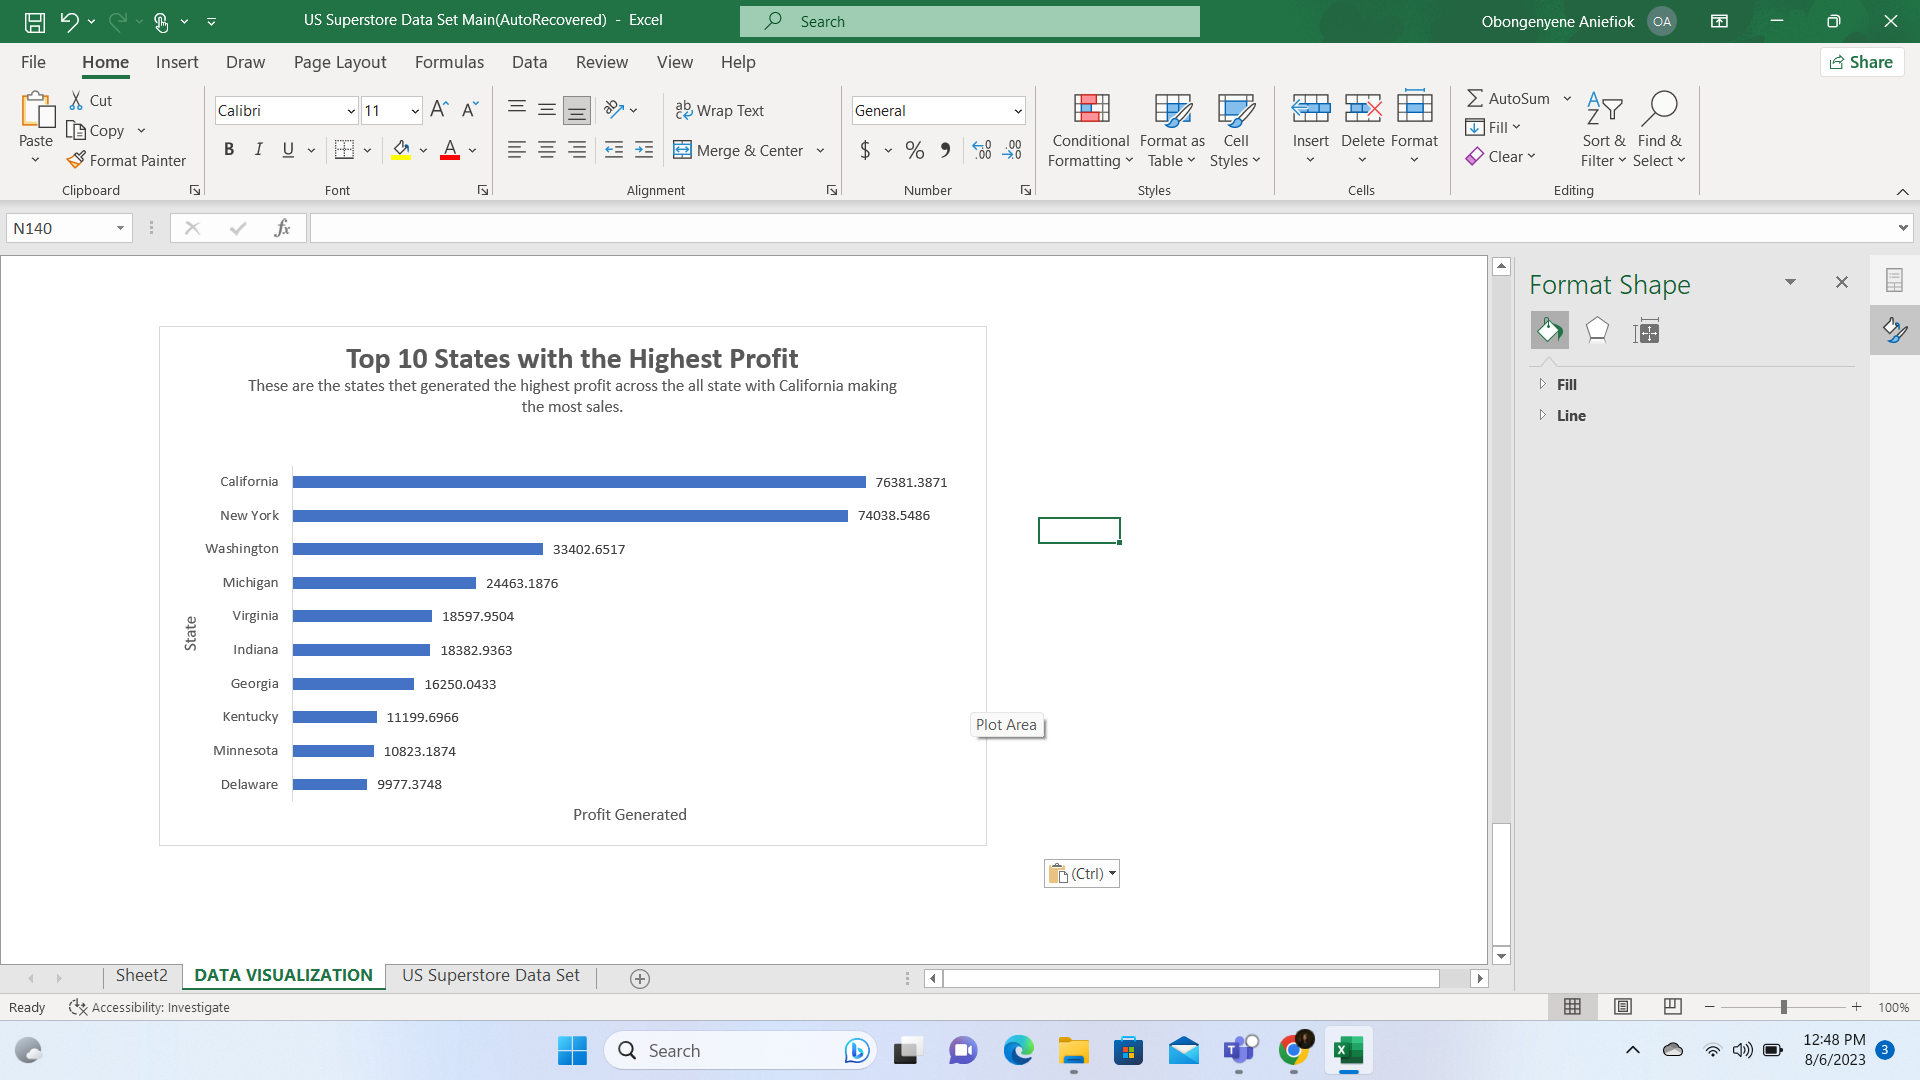 US Superstore Data Set Main(AutoRecovered) - Excel
Search
Obongenyene Aniefiok
OA
File Home Insert Draw Page Layout Formulas Data Review View Help
Share
Paste
Cut
Copy
Format Painter
Clipboard
Calibri 11
A A
B I U A
Font
ab Wrap Text
Merge & Center
Alignment
General
$ % , .00 .00
Number
Conditional Formatting
Format as Table
Cell Styles
Styles
Insert Delete Format
Cells
AutoSum
Fill
Clear
Sort & Filter
Find & Select
Editing
N140
fx
Top 10 States with the Highest Profit
These are the states thet generated the highest profit across the all state with California making
the most sales.
State
California 76381.3871
New York 74038.5486
Washington 33402.6517
Michigan 24463.1876
Virginia 18597.9504
Indiana 18382.9363
Georgia 16250.0433
Kentucky 11199.6966
Minnesota 10823.1874
Delaware 9977.3748
Profit Generated
Plot Area
(Ctrl)
Format Shape
Fill
Line
Sheet2 DATA VISUALIZATION US Superstore Data Set
Ready Accessibility: Investigate 100%
Search
12:48 PM
8/6/2023
3